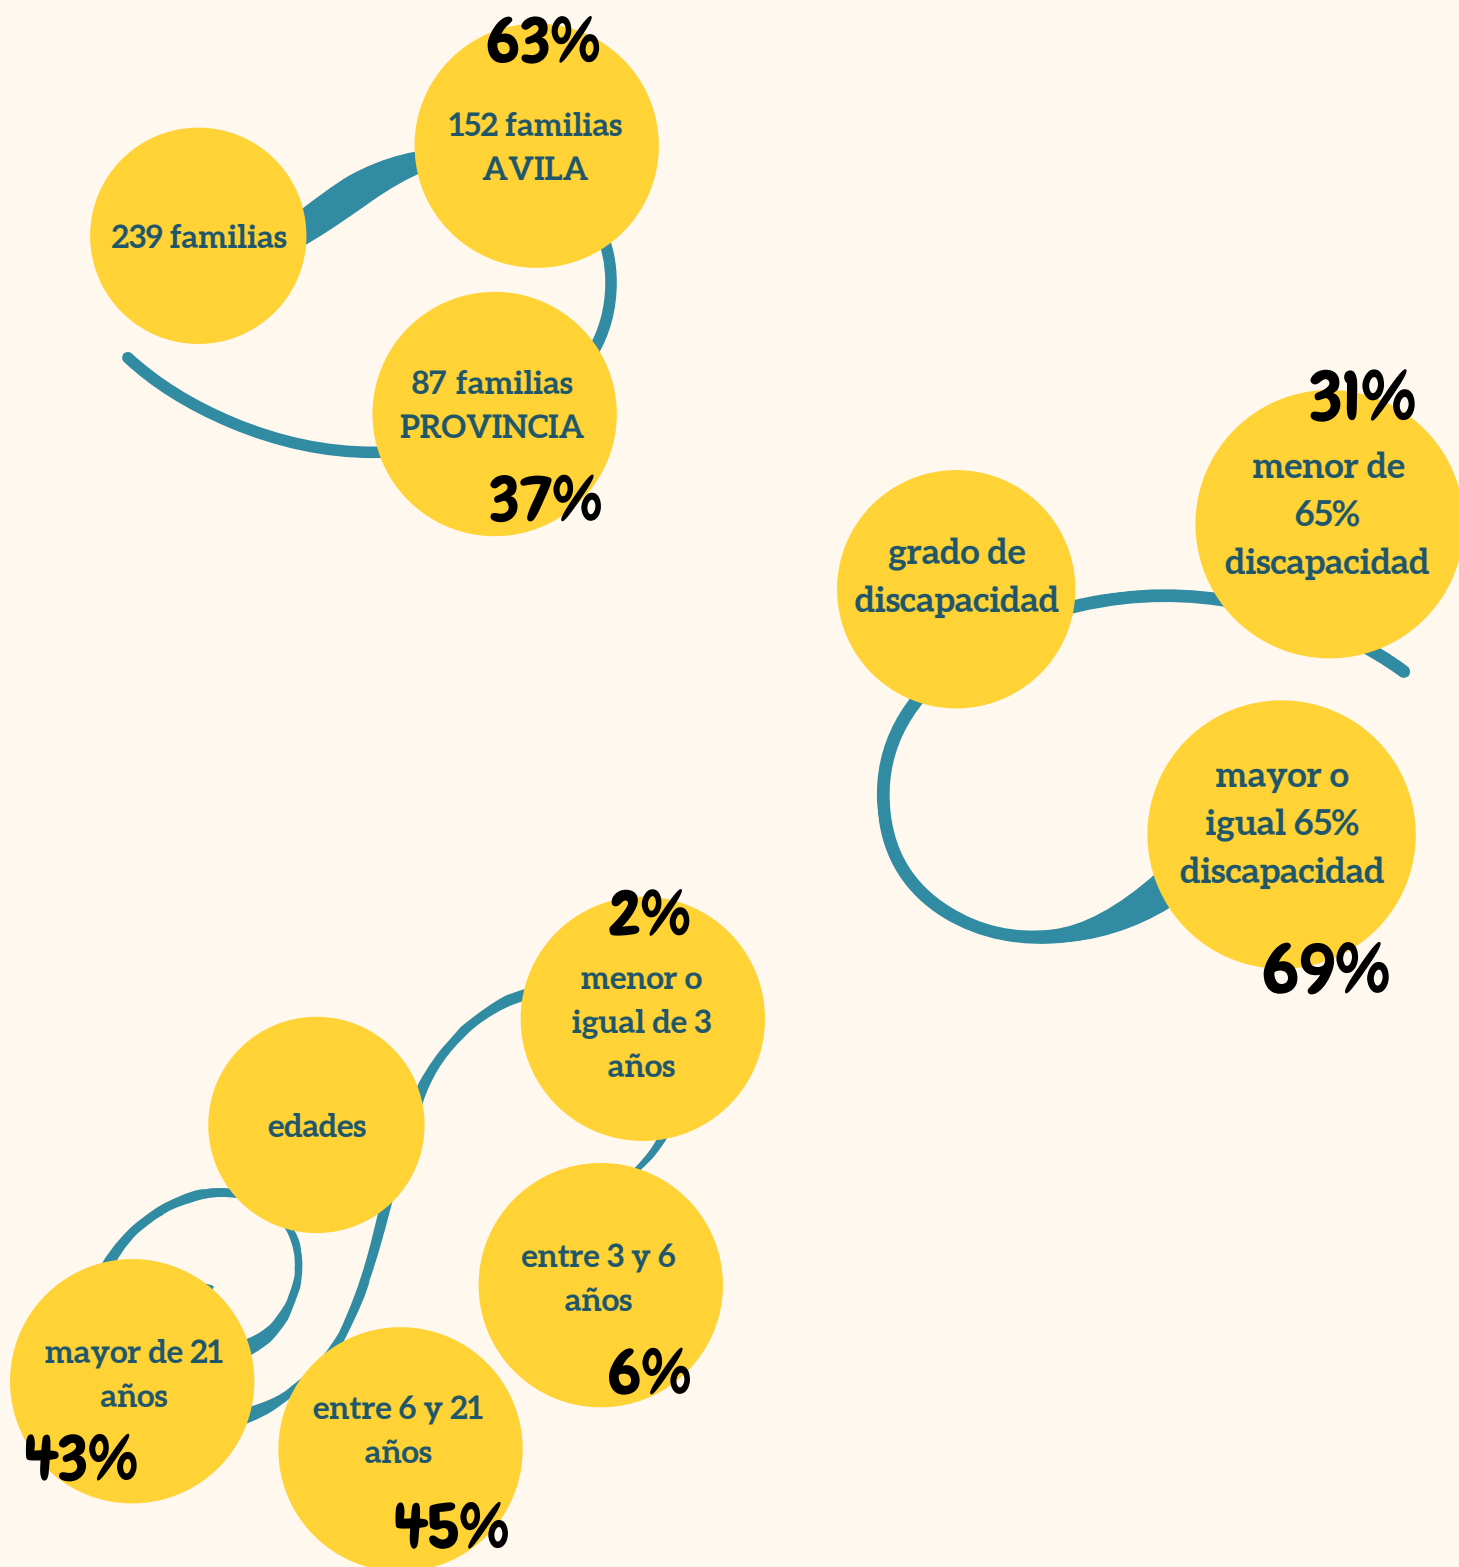 63%
152 familias
AVILA
239 familias
87 familias
PROVINCIA
37%
31%
menor de
65%
discapacidad
grado de
discapacidad
mayor o
igual 65%
discapacidad
69%
2%
menor o
igual de 3
años
edades
entre 3 y 6
años
6%
mayor de 21
años
43%
entre 6 y 21
años
45%